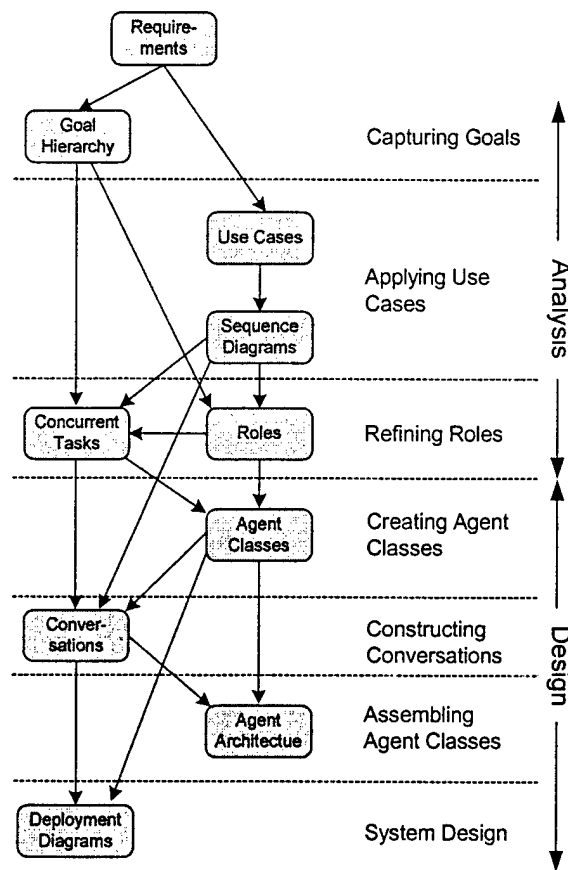 Require-
ments
Goal
Hierarchy
Capturing Goals
Use Cases
Applying Use
Cases
Sequence
Diagrams
Analysis
Concurrent
Tasks
Roles
Refining Roles
Agent
Classes
Creating Agent
Classes
Conver-
sations
Constructing
Conversations
Design
Agent
Architectue
Assembling
Agent Classes
Deployment
Diagrams
System Design